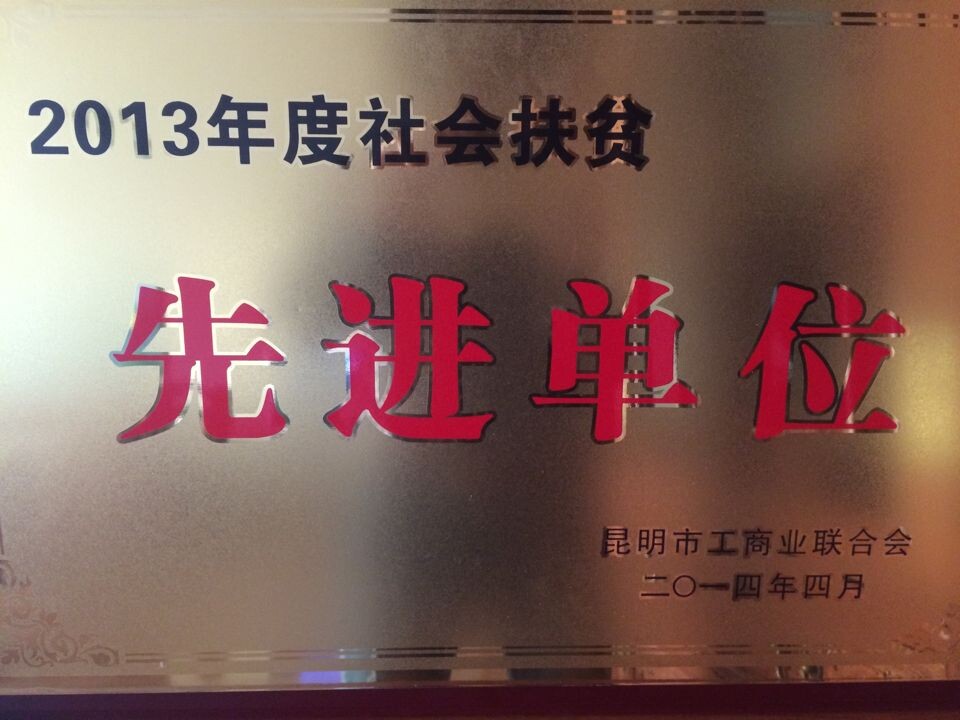 2013年度社会扶贫
先进单位
昆明市工商业联合会
二〇一四年四月